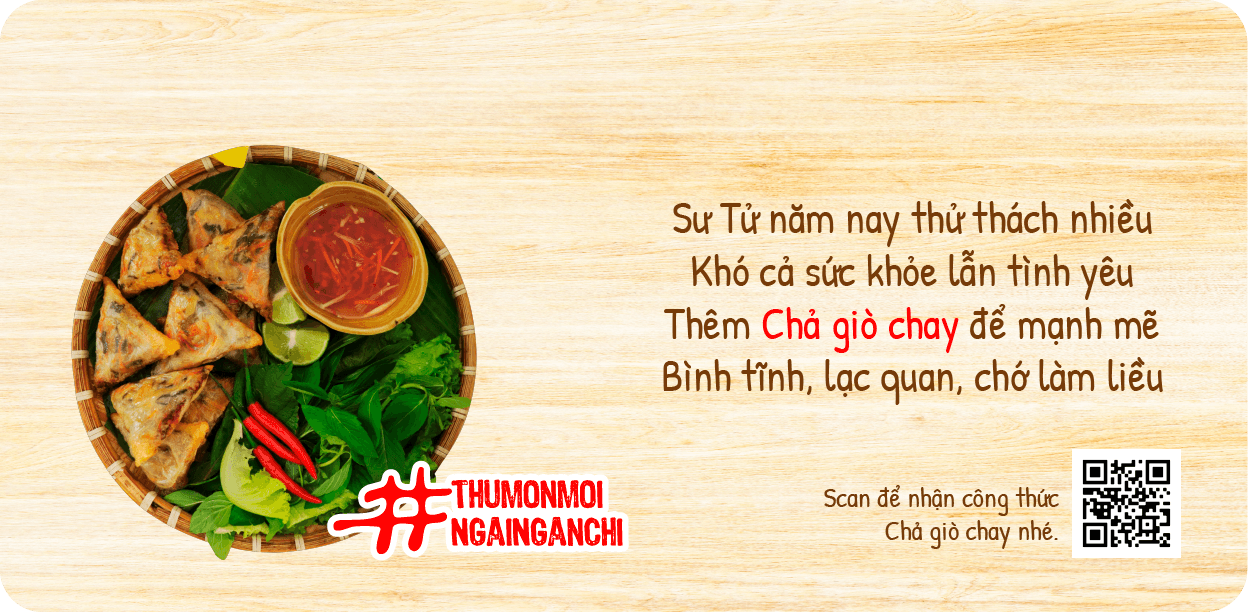 Sư Tử năm nay thử thách nhiều
Khó cả sức khỏe lẫn tình yêu
Thêm Chả giò chay để mạnh mẽ
Bình tĩnh, lạc quan, chớ làm liều
#THUMONMOI
NGAINGANCHI
Scan để nhận công thức
Chả giò chay nhé.